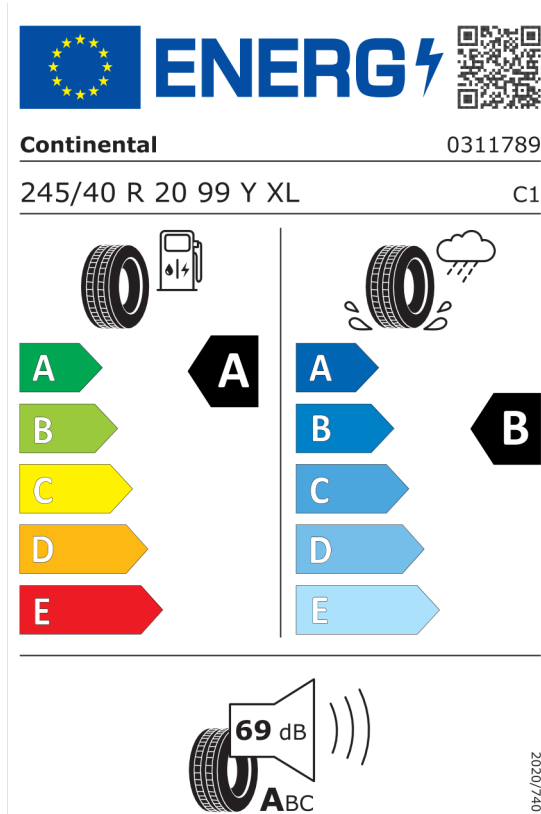 ENERG
Continental
0311789
245/40 R 20 99 Y XL
C1
A
B
C
D
E
A
A
B
C
D
E
B
69 dB
ABC
2020/740